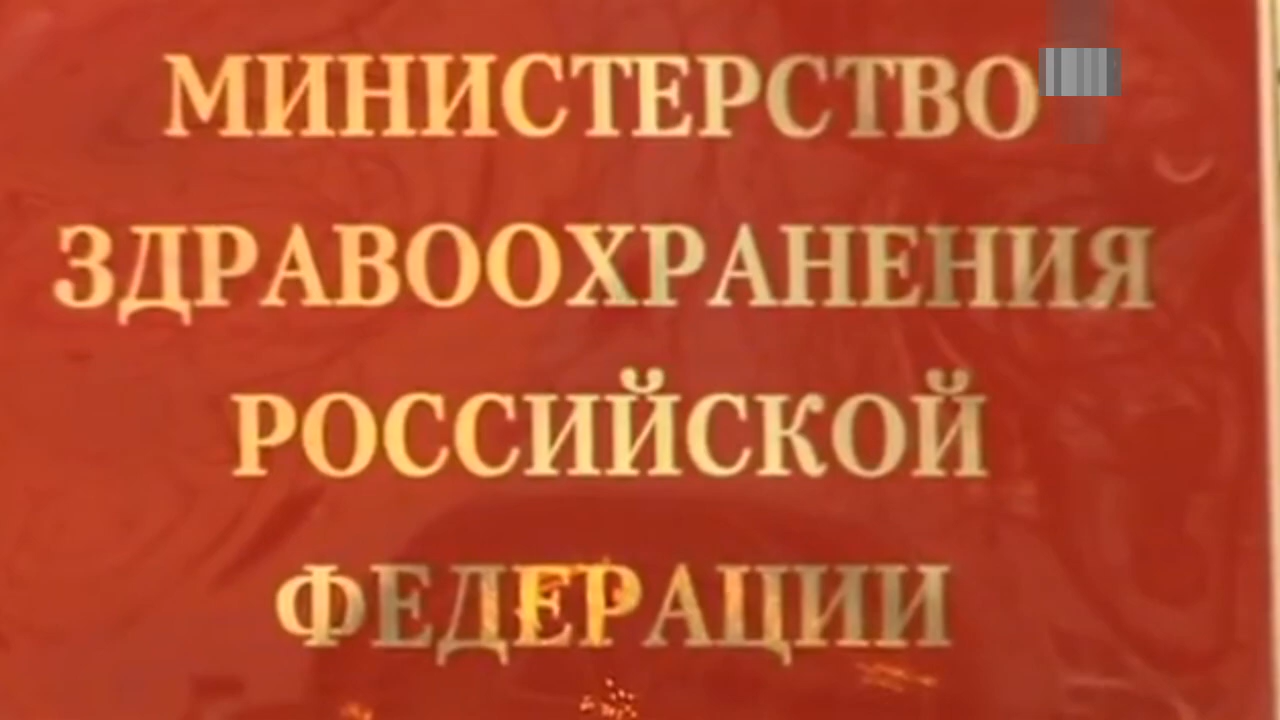 МИНИСТЕРСТВО
ЗДРАВООХРАНЕНИЯ
РОССИЙСКОЙ
ФЕДЕРАЦИИ